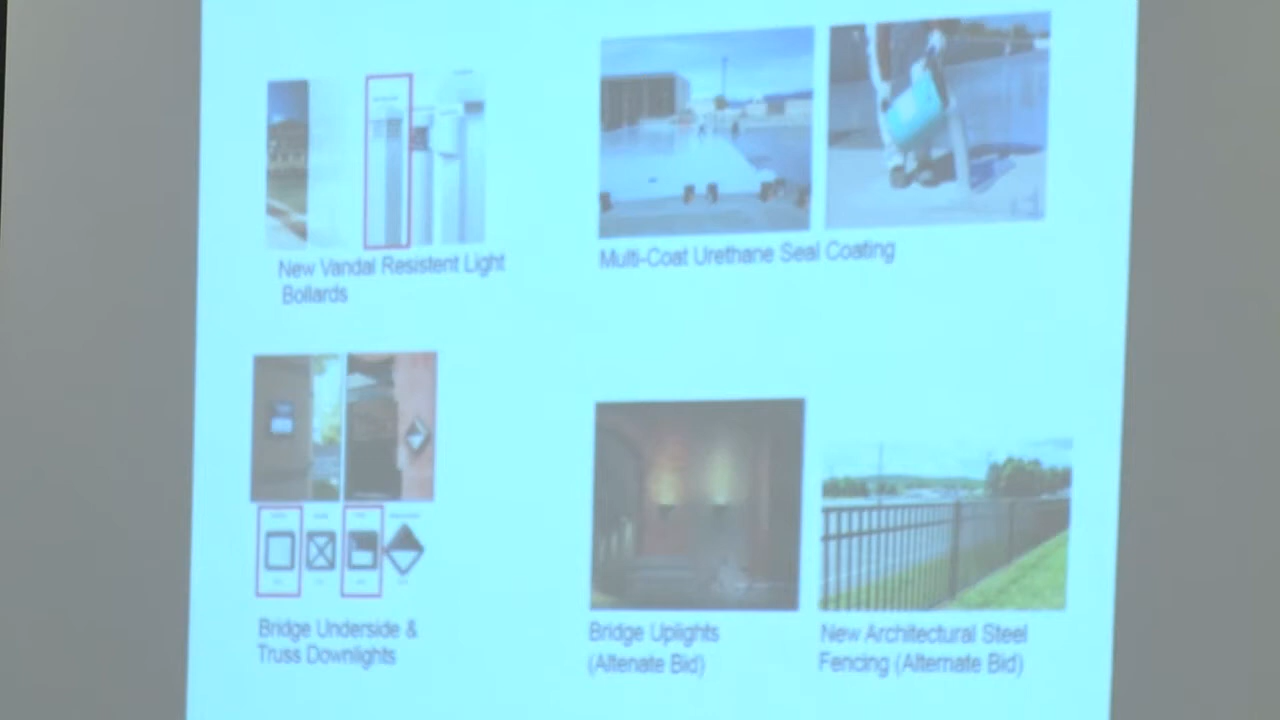 New Vandal Resistent Light
Bollards
Multi-Coat Urethane Seal Coating
Bridge Underside &
Truss Downlights
Bridge Uplights
(Altenate Bid)
New Architectural Steel
Fencing (Alternate Bid)